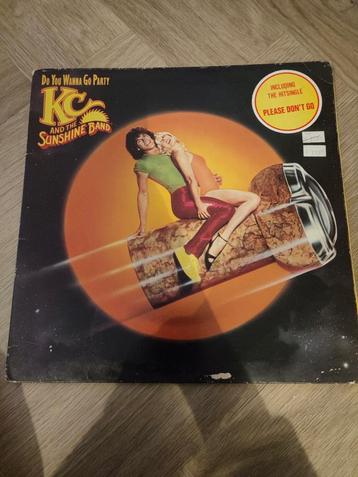 Do You Wanna Go Party
KC
AND THE
SUNSHINE BAND
INCLUDING
THE HITSINGLE
PLEASE DON'T GO